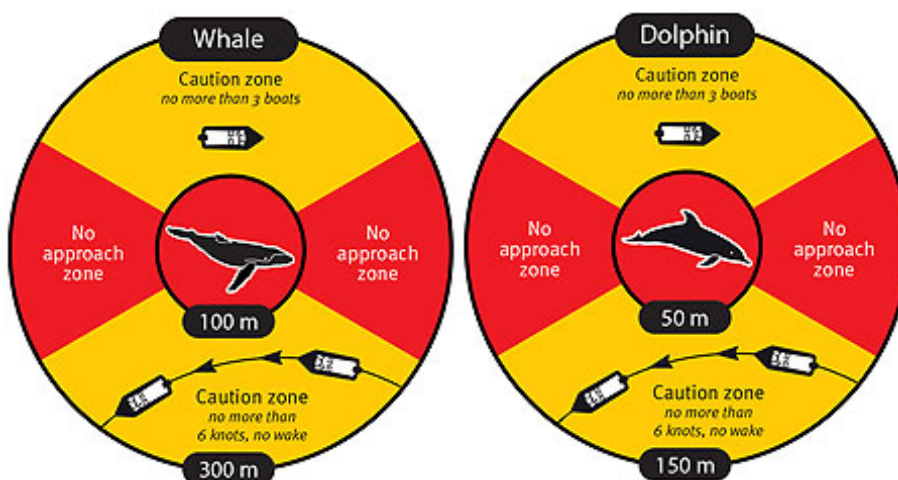 Whale
Caution zone
no more than 3 boats
No
approach
zone
No
approach
zone
100 m
Caution zone
no more than
6 knots, no wake
300 m
Dolphin
Caution zone
no more than 3 boats
No
approach
zone
No
approach
zone
50 m
Caution zone
no more than
6 knots, no wake
150 m